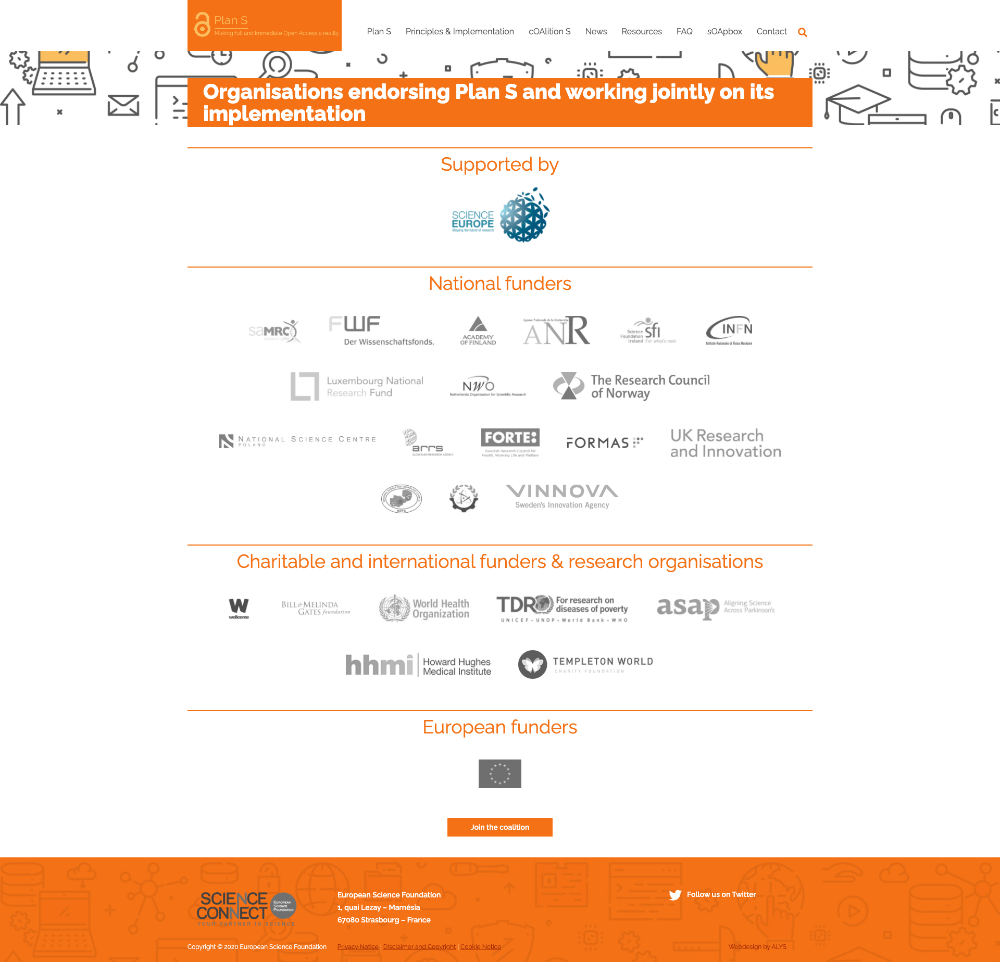 Plan S
Making full and Immediate Open Access a reality
Plan S Principles & Implementation cOAlition S News Resources FAQ sOApbox Contact
Organisations endorsing Plan S and working jointly on its
implementation
Supported by
SCIENCE
EUROPE
Shaping the future of research
National funders
saMRC
advancing life
FWF
Der Wissenschaftsfonds.
ACADEMY
OF FINLAND
Agence Nationale de la Recherche
ANR
Science
Foundation
Ireland
sfi
For what's next
INFN
Istituto Nazionale di Fisica Nucleare
Luxembourg National
Research Fund
NWO
Netherlands Organisation for Scientific Research
The Research Council
of Norway
NATIONAL SCIENCE CENTRE
POLAND
arrs
SLOVENIAN RESEARCH AGENCY
FORTE:
Swedish Research Council for
Health, Working Life and Welfare
FORMAS
UK Research
and Innovation
NATIONAL SCIENCE AND TECHNOLOGY COUNCIL
NSTC
VINNOVA
Sweden's Innovation Agency
Charitable and international funders & research organisations
W
wellcome
BILL & MELINDA
GATES foundation
World Health
Organization
TDR
For research on
diseases of poverty
UNICEF • UNDP • World Bank • WHO
asap
Aligning Science
Across Parkinson's
hhmi
Howard Hughes
Medical Institute
TEMPLETON WORLD
CHARITY FOUNDATION
European funders
Join the coalition
SCIENCE
CONNECT
EUROPEAN
SCIENCE
FOUNDATION
YOUR PARTNER IN SCIENCE
European Science Foundation
1, quai Lezay – Marnésia
67080 Strasbourg – France
Follow us on Twitter
Copyright © 2020 European Science Foundation
Privacy Notice | Disclaimer and Copyright | Cookie Notice
Webdesign by ALYS